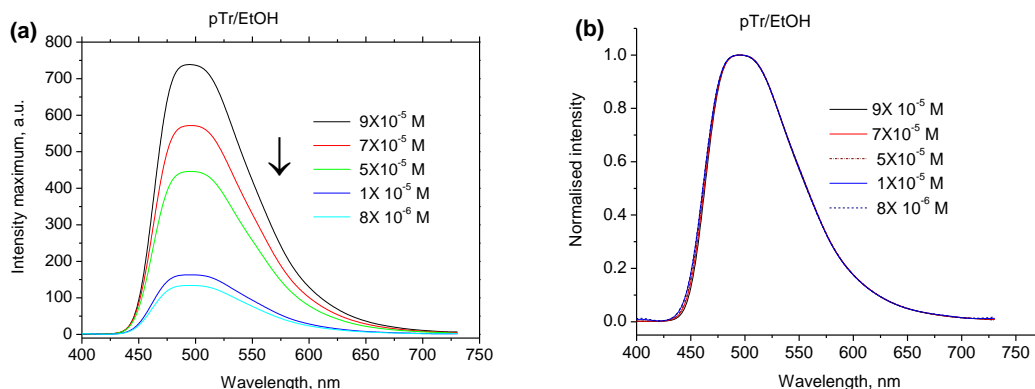 pTr/EtOH
(a)
800
700
600
500
400
300
200
100
0
Intensity maximum, a.u.
9X10⁻⁵ M
7X10⁻⁵ M
5X10⁻⁵ M
1X 10⁻⁵ M
8X 10⁻⁶ M
400 450 500 550 600 650 700 750
Wavelength, nm
pTr/EtOH
(b)
1.0
0.8
0.6
0.4
0.2
0.0
Normalised intensity
9X 10⁻⁵ M
7X10⁻⁵ M
5X10⁻⁵ M
1X10⁻⁵ M
8X 10⁻⁶ M
400 450 500 550 600 650 700 750
Wavelength, nm